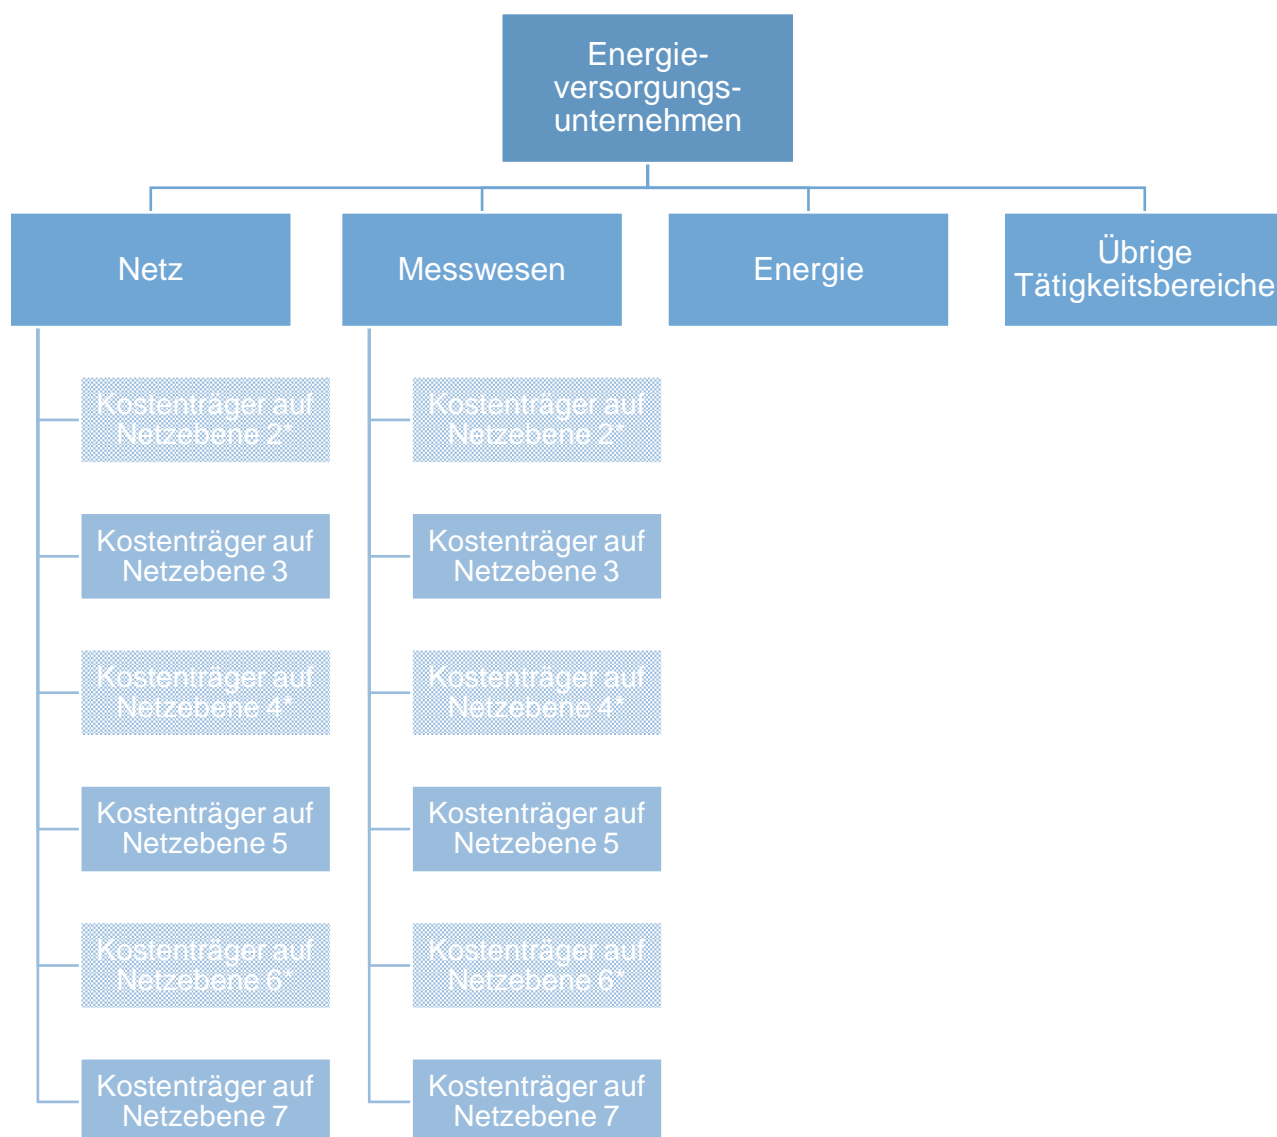 Energie-
versorgungs-
unternehmen
Netz
Messwesen
Energie
Übrige
Tätigkeitsbereiche
Kostenträger auf
Netzebene 2*
Kostenträger auf
Netzebene 3
Kostenträger auf
Netzebene 4*
Kostenträger auf
Netzebene 5
Kostenträger auf
Netzebene 6*
Kostenträger auf
Netzebene 7
Kostenträger auf
Netzebene 2*
Kostenträger auf
Netzebene 3
Kostenträger auf
Netzebene 4*
Kostenträger auf
Netzebene 5
Kostenträger auf
Netzebene 6*
Kostenträger auf
Netzebene 7